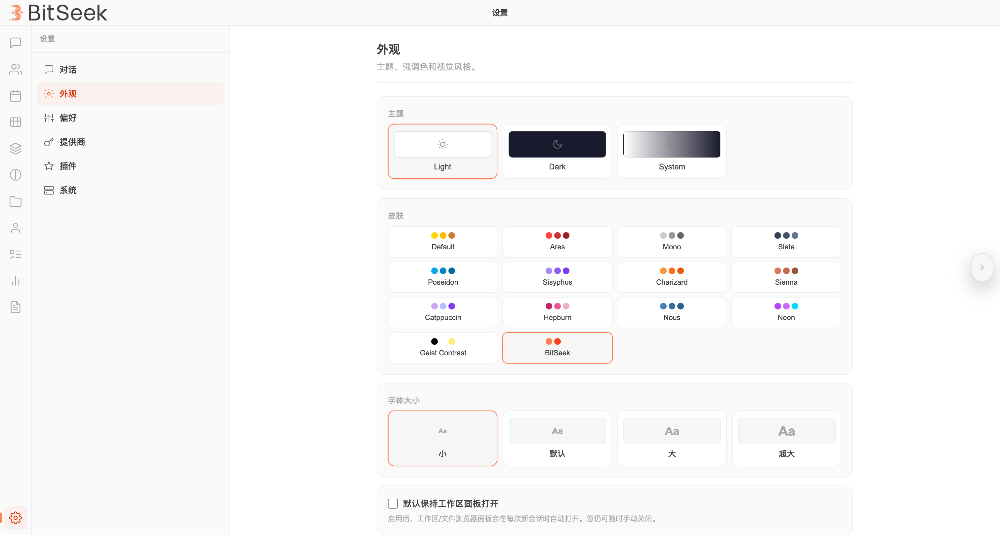 BitSeek
设置
设置
对话
外观
偏好
提供商
插件
系统
外观
主题、强调色和视觉风格。
主题
Light
Dark
System
皮肤
Default
Ares
Mono
Slate
Poseidon
Sisyphus
Charizard
Sienna
Catppuccin
Hepburn
Nous
Neon
Geist Contrast
BitSeek
字体大小
Aa
Aa
Aa
Aa
小
默认
大
超大
默认保持工作区面板打开
启用后，工作区/文件浏览器面板会在每次新会话时自动打开。您仍可随时手动关闭。